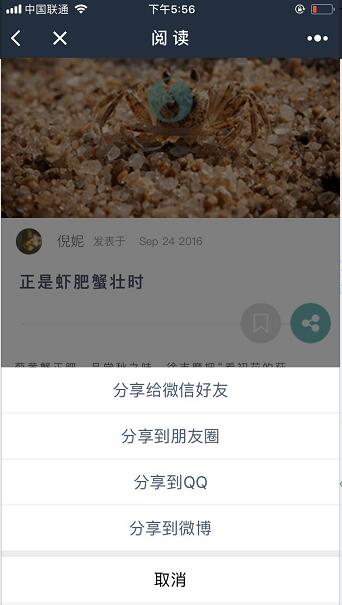 中国联通 下午5:56
阅读
倪妮 发表于 Sep 24 2016
正是虾肥蟹壮时
分享给微信好友
分享到朋友圈
分享到QQ
分享到微博
取消